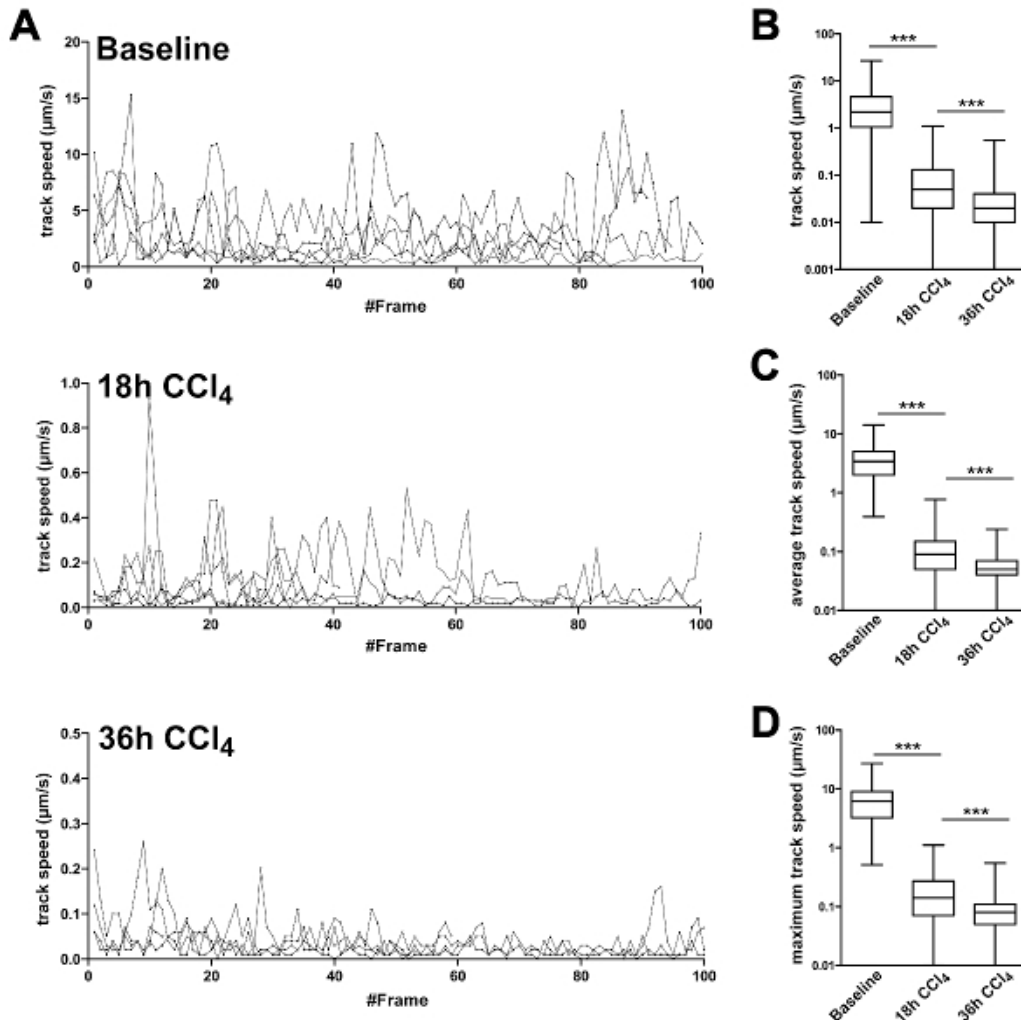 A
Baseline
track speed (µm/s)
20
15
10
5
0
0 20 40 60 80 100
#Frame
18h CCl4
track speed (µm/s)
1.0
0.8
0.6
0.4
0.2
0.0
0 20 40 60 80 100
#Frame
36h CCl4
track speed (µm/s)
0.5
0.4
0.3
0.2
0.1
0.0
0 20 40 60 80 100
#Frame
B
track speed (µm/s)
100
10
1
0.1
0.01
0.001
***
***
Baseline
18h CCl4
36h CCl4
C
average track speed (µm/s)
100
10
1
0.1
0.01
***
***
Baseline
18h CCl4
36h CCl4
D
maximum track speed (µm/s)
100
10
1
0.1
0.01
***
***
Baseline
18h CCl4
36h CCl4